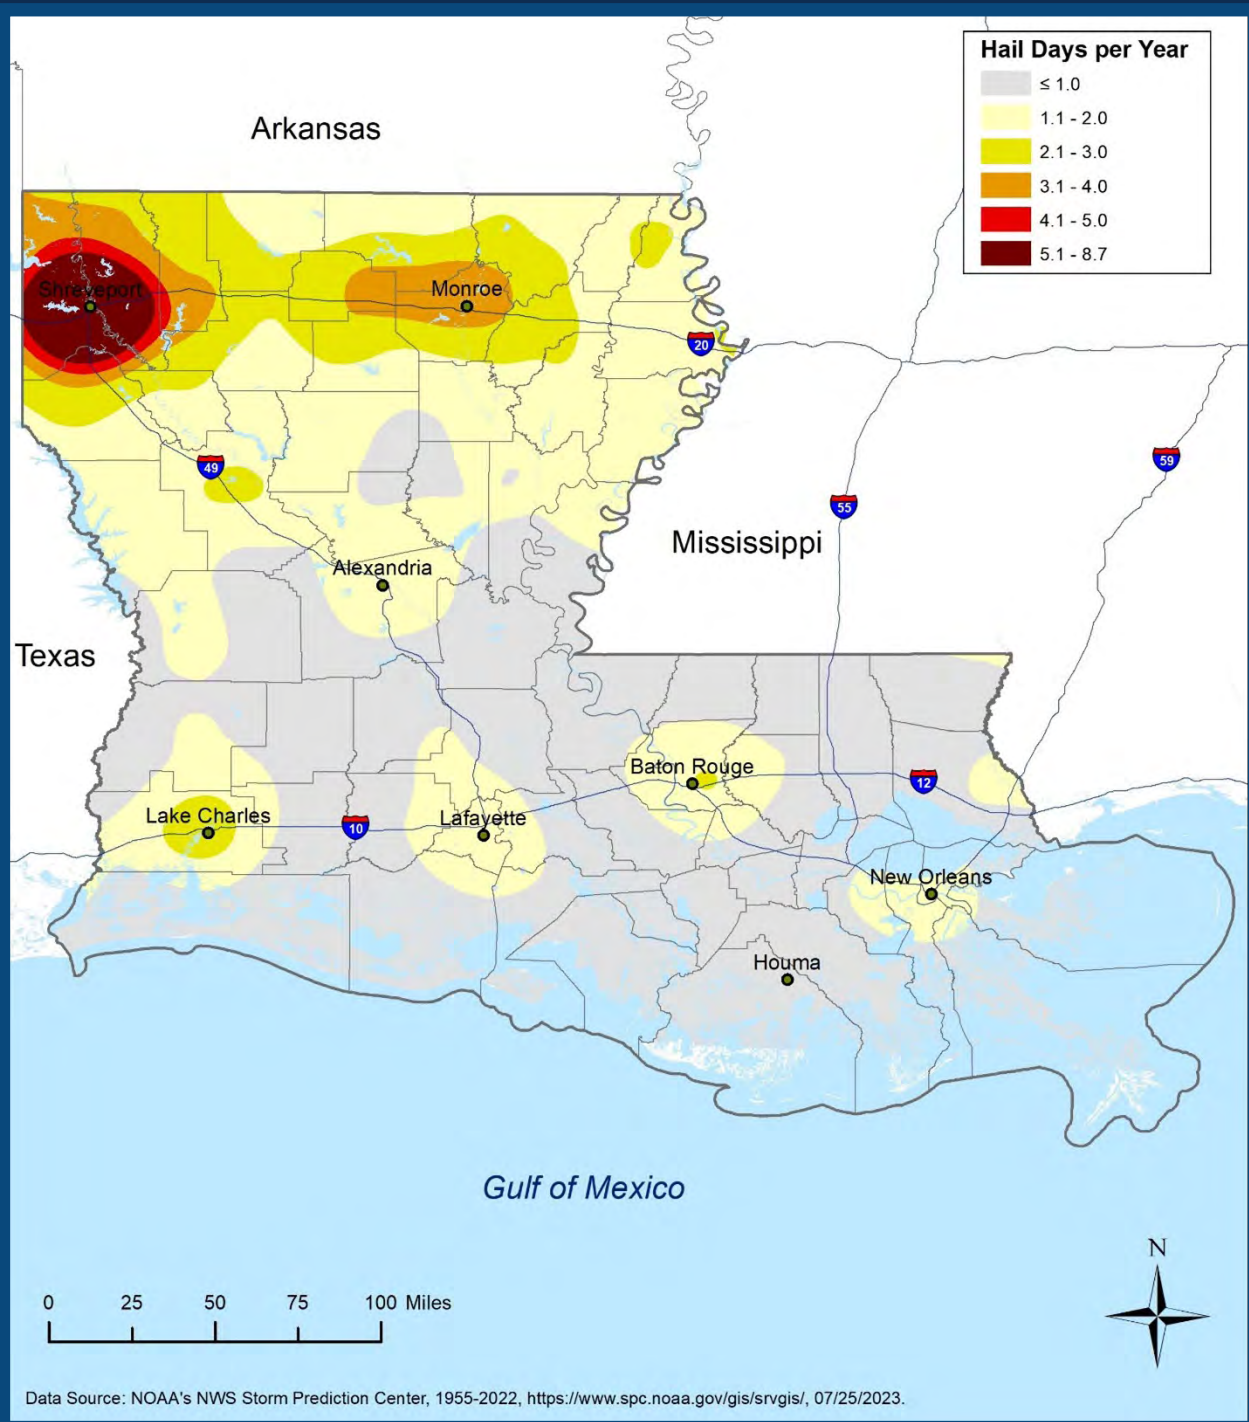 Hail Days per Year
≤ 1.0
1.1 - 2.0
2.1 - 3.0
3.1 - 4.0
4.1 - 5.0
5.1 - 8.7
Arkansas
Shreveport
Monroe
20
49
59
55
Mississippi
Alexandria
Texas
Baton Rouge
12
Lake Charles
10
Lafayette
New Orleans
Houma
Gulf of Mexico
N
0 25 50 75 100 Miles
Data Source: NOAA's NWS Storm Prediction Center, 1955-2022, https://www.spc.noaa.gov/gis/srvgis/, 07/25/2023.